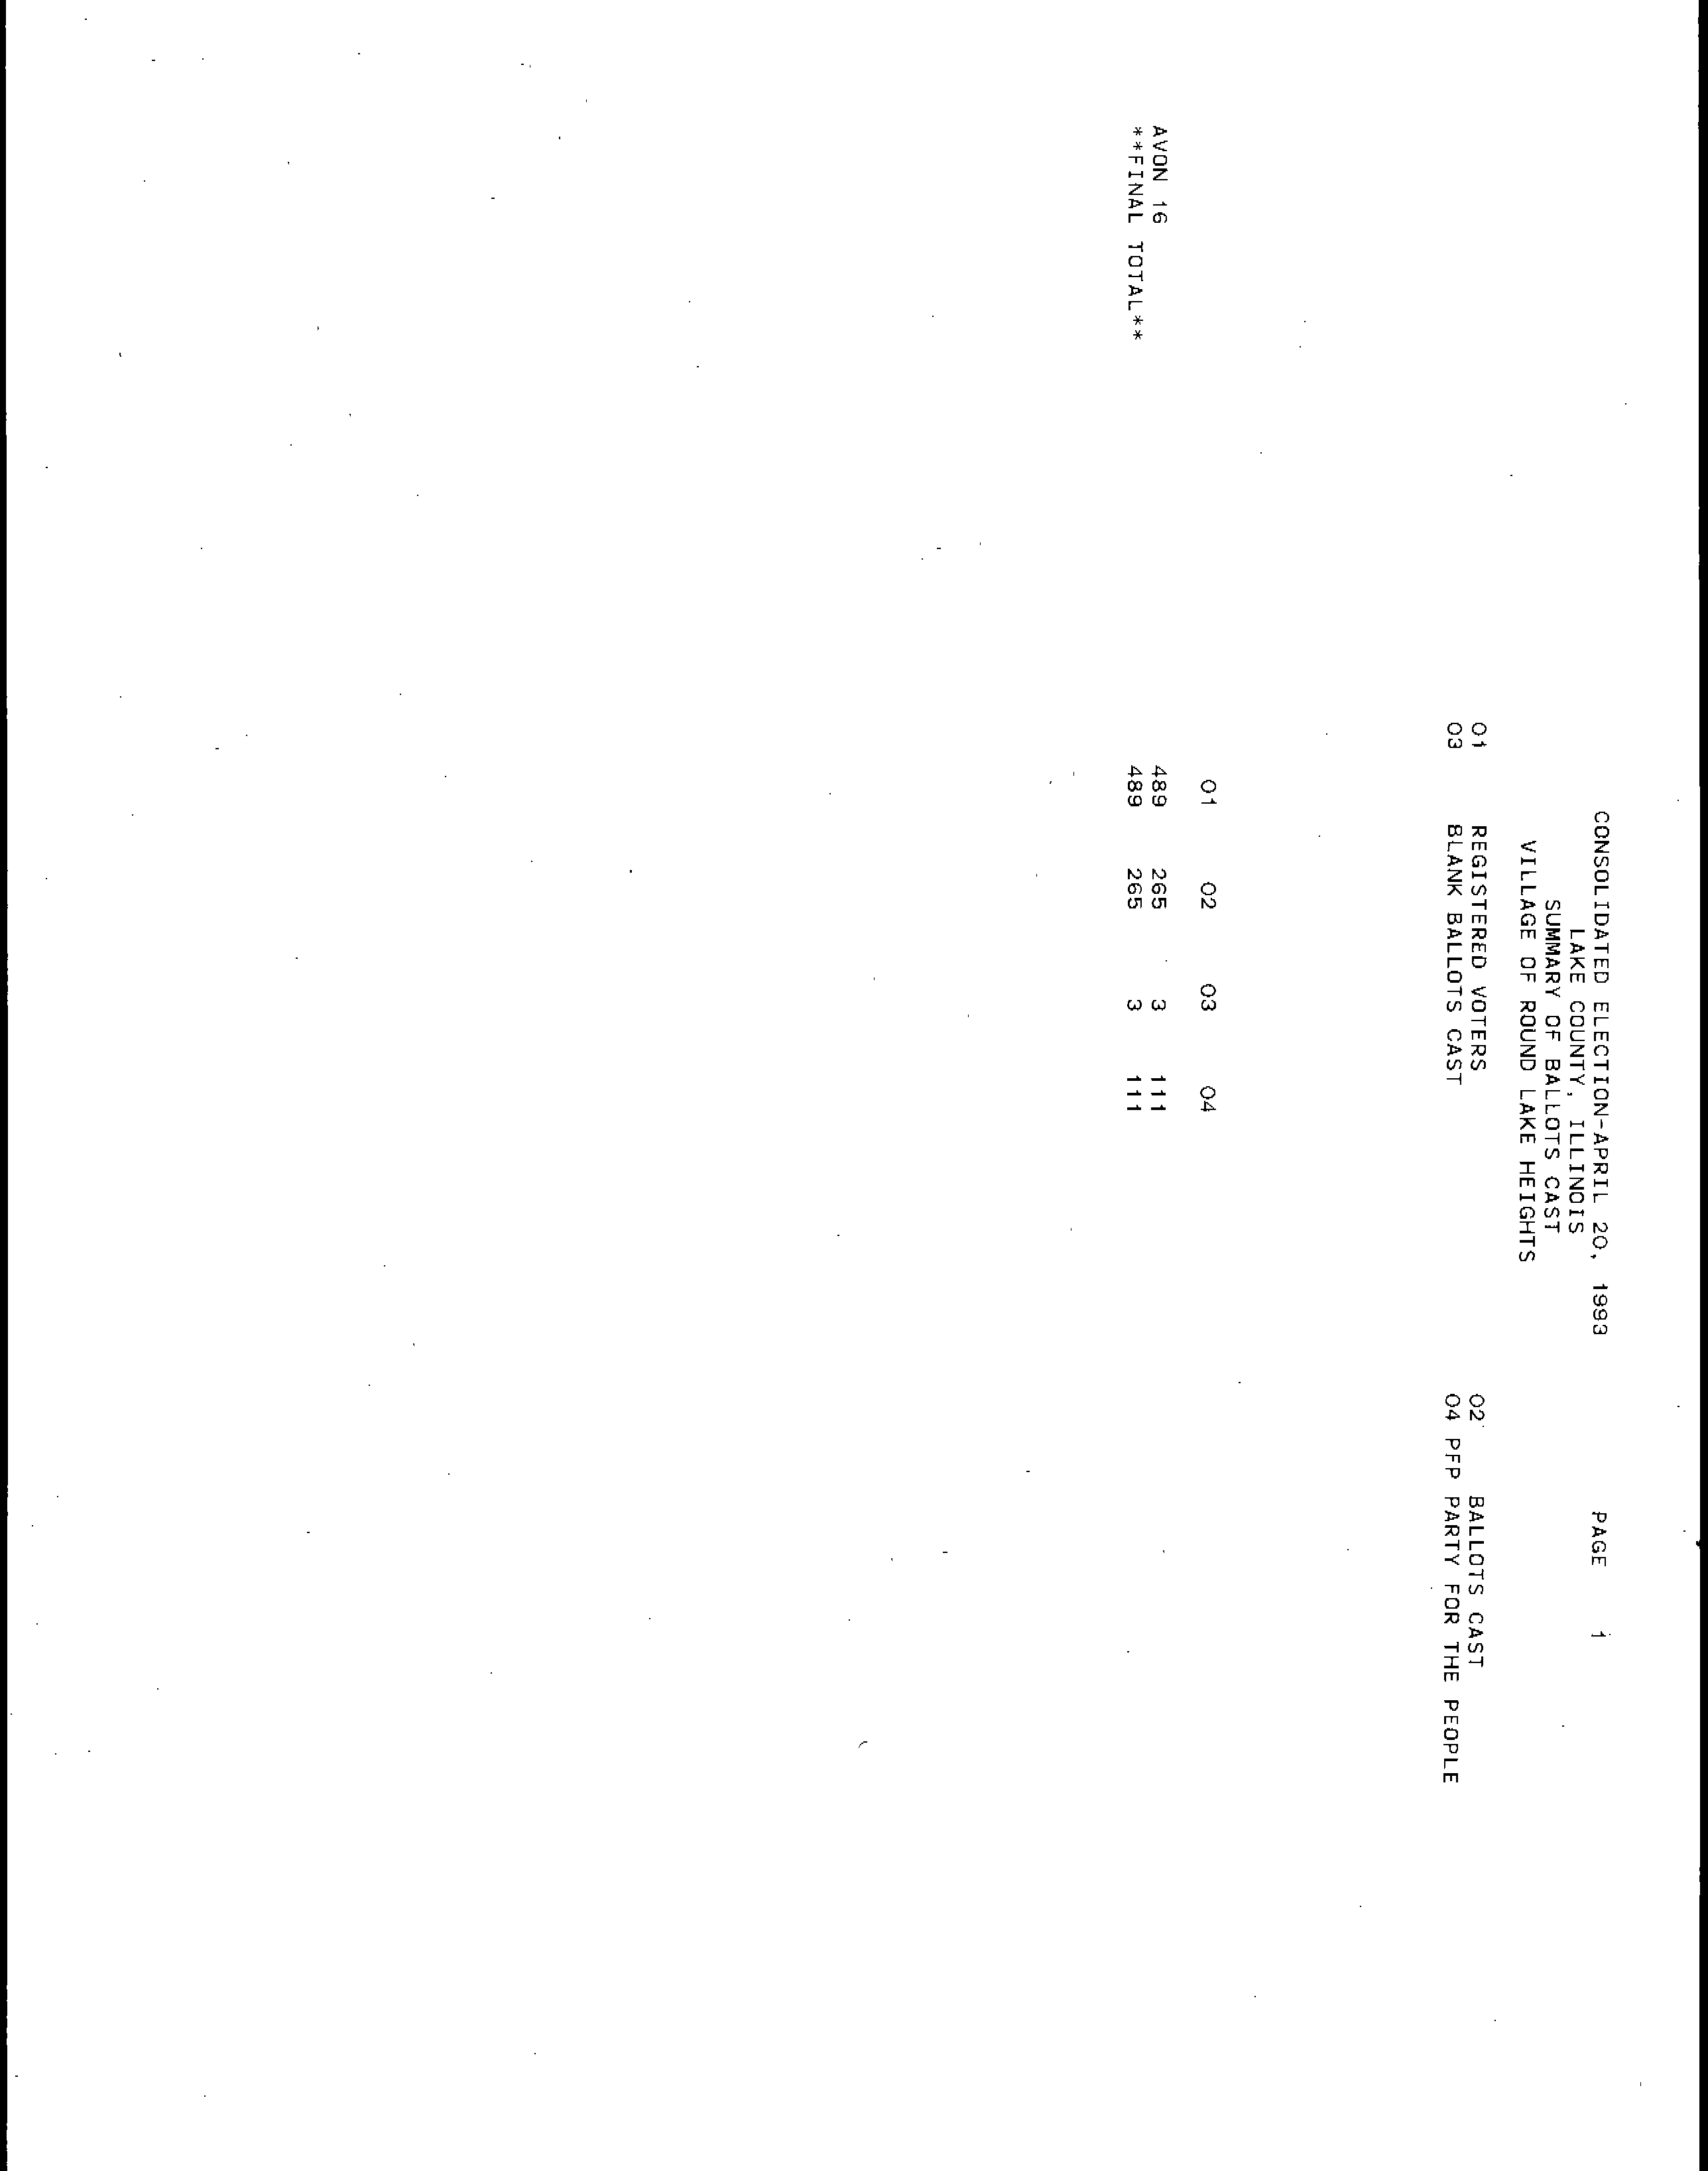 CONSOLIDATED ELECTION-APRIL 20, 1993 PAGE 1
LAKE COUNTY, ILLINOIS
SUMMARY OF BALLOTS CAST
VILLAGE OF ROUND LAKE HEIGHTS
01 REGISTERED VOTERS 02 BALLOTS CAST
03 BLANK BALLOTS CAST 04 PFP PARTY FOR THE PEOPLE
01 02 03 04
AVON 16 489 265 3 111
**FINAL TOTAL** 489 265 3 111